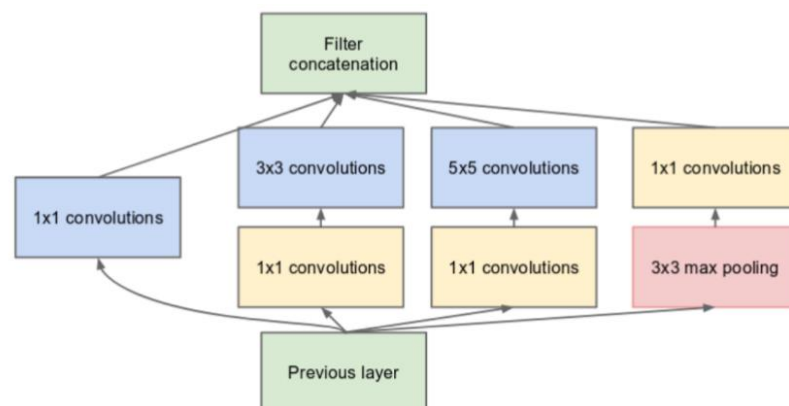 Filter
concatenation
3x3 convolutions
5x5 convolutions
1x1 convolutions
1x1 convolutions
1x1 convolutions
1x1 convolutions
3x3 max pooling
Previous layer